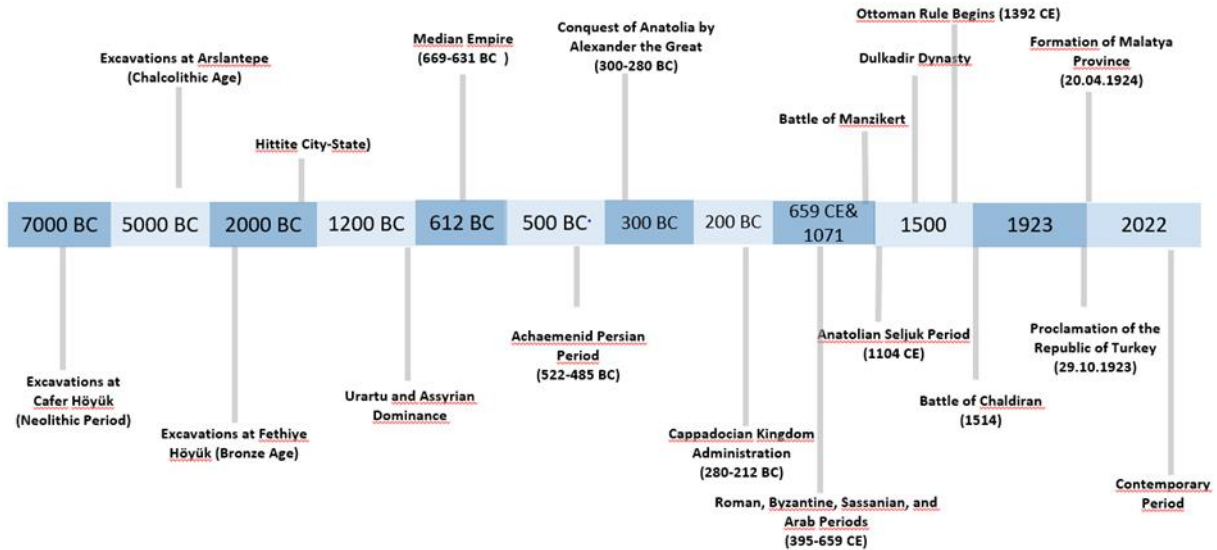 Ottoman Rule Begins (1392 CE)
Conquest of Anatolia by
Alexander the Great
(300-280 BC)
Median Empire
(669-631 BC )
Formation of Malatya
Province
(20.04.1924)
Excavations at Arslantepe
(Chalcolithic Age)
Dulkadir Dynasty
Battle of Manzikert
Hittite City-State)
7000 BC
5000 BC
2000 BC
1200 BC
612 BC
500 BC
300 BC
200 BC
659 CE&
1071
1500
1923
2022
Excavations at
Cafer Höyük
(Neolithic Period)
Excavations at Fethiye
Höyük (Bronze Age)
Urartu and Assyrian
Dominance
Achaemenid Persian
Period
(522-485 BC)
Cappadocian Kingdom
Administration
(280-212 BC)
Roman, Byzantine, Sassanian, and
Arab Periods
(395-659 CE)
Anatolian Seljuk Period
(1104 CE)
Battle of Chaldiran
(1514)
Proclamation of the
Republic of Turkey
(29.10.1923)
Contemporary
Period